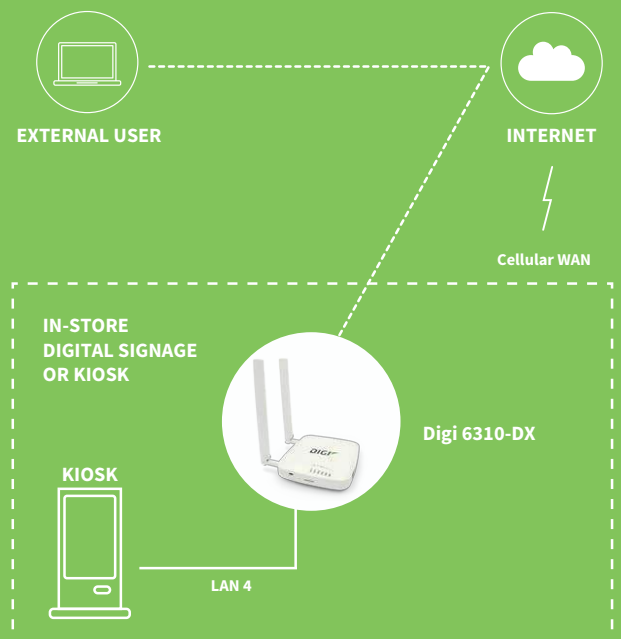 EXTERNAL USER
INTERNET
Cellular WAN
IN-STORE
DIGITAL SIGNAGE
OR KIOSK
DIGI
Digi 6310-DX
KIOSK
LAN 4